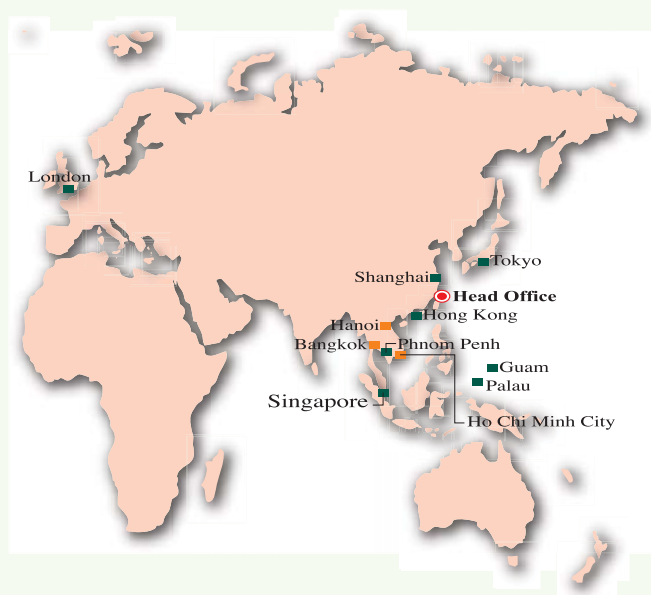 London
Tokyo
Shanghai
Head Office
Hong Kong
Hanoi
Bangkok
Phnom Penh
Guam
Palau
Singapore
Ho Chi Minh City